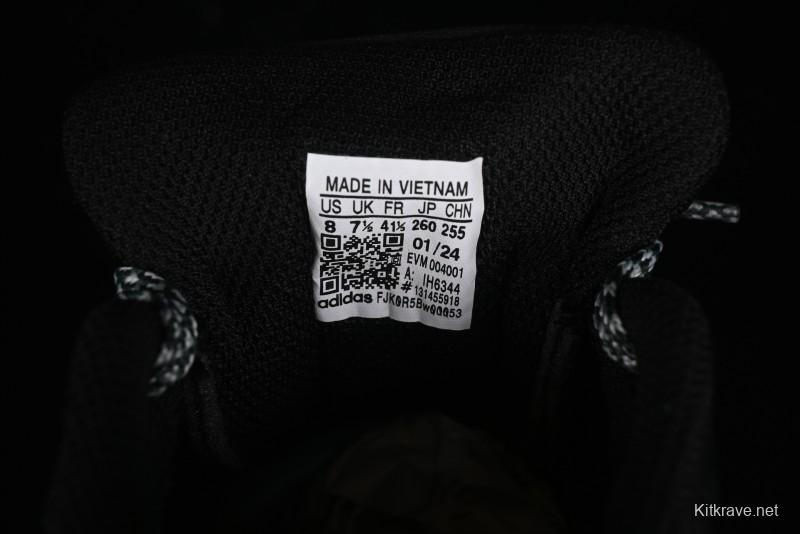 MADE IN VIETNAM
US UK FR JP CHN
8 7½ 41½ 260 255
01/24
EVM 004001
A: IH6344
# 131455918
adidas FJK0R5Bw00053
Kitkrave.net